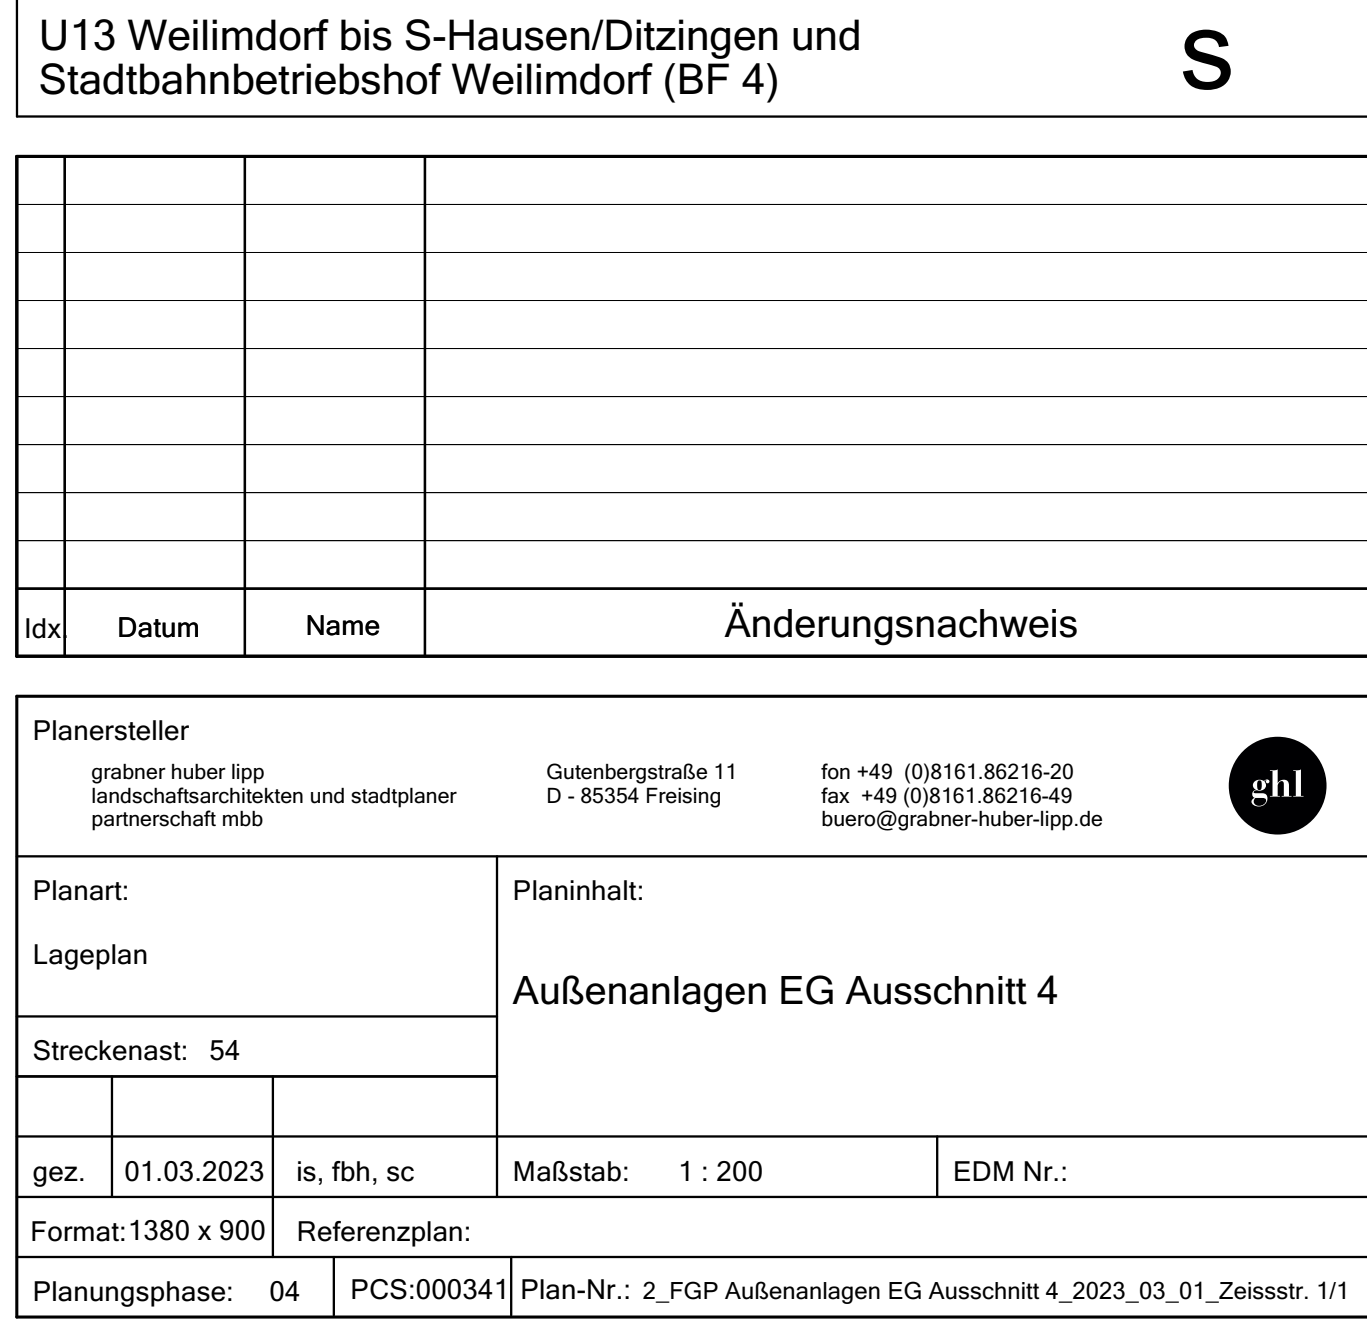 U13 Weilimdorf bis S-Hausen/Ditzingen und
Stadtbahnbetriebshof Weilimdorf (BF 4)
S
Idx. Datum Name Änderungsnachweis
Planersteller
grabner huber lipp Gutenbergstraße 11 fon +49 (0)8161.86216-20
landschaftsarchitekten und stadtplaner D - 85354 Freising fax +49 (0)8161.86216-49
partnerschaft mbb buero@grabner-huber-lipp.de
ghl
Planart: Planinhalt:
Lageplan
Außenanlagen EG Ausschnitt 4
Streckenast: 54
gez. 01.03.2023 is, fbh, sc Maßstab: 1 : 200 EDM Nr.:
Format: 1380 x 900 Referenzplan:
Planungsphase: 04 PCS:000341 Plan-Nr.: 2_FGP Außenanlagen EG Ausschnitt 4_2023_03_01_Zeissstr. 1/1